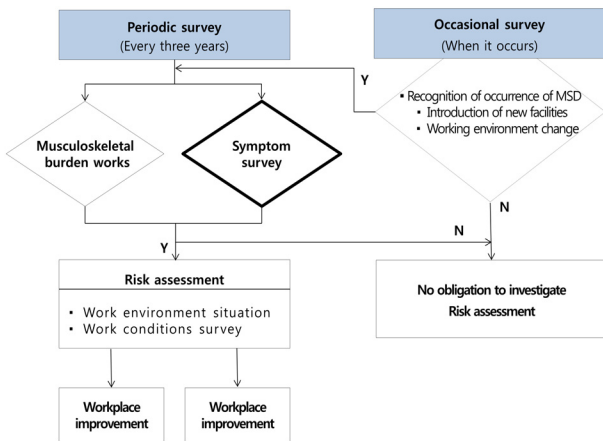 Periodic survey
(Every three years)
Occasional survey
(When it occurs)
Y
▪ Recognition of occurrence of MSD
▪ Introduction of new facilities
▪ Working environment change
Musculoskeletal
burden works
Symptom
survey
N
N
Y
Risk assessment
▪ Work environment situation
▪ Work conditions survey
No obligation to investigate
Risk assessment
Workplace
improvement
Workplace
improvement